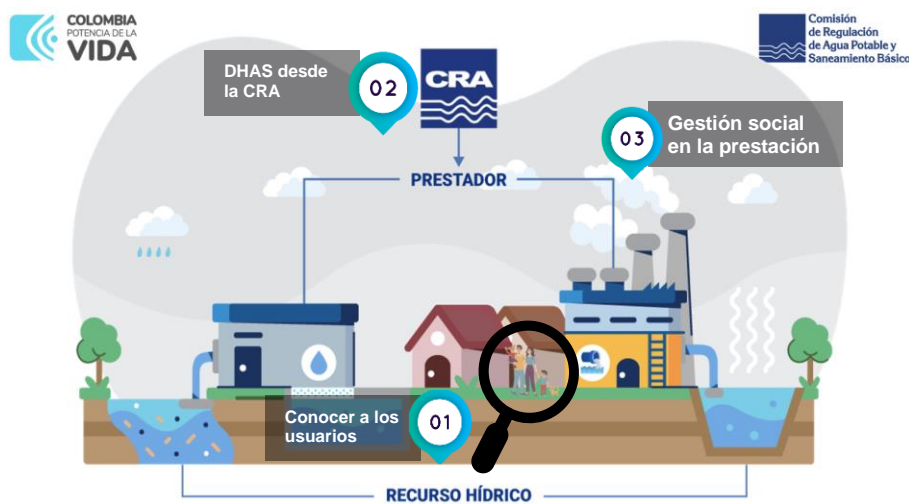 COLOMBIA
POTENCIA DE LA
VIDA
Comisión
de Regulación
de Agua Potable y
Saneamiento Básico
DHAS desde
la CRA
02
CRA
03
Gestión social
en la prestación
PRESTADOR
Conocer a los
usuarios
01
RECURSO HÍDRICO